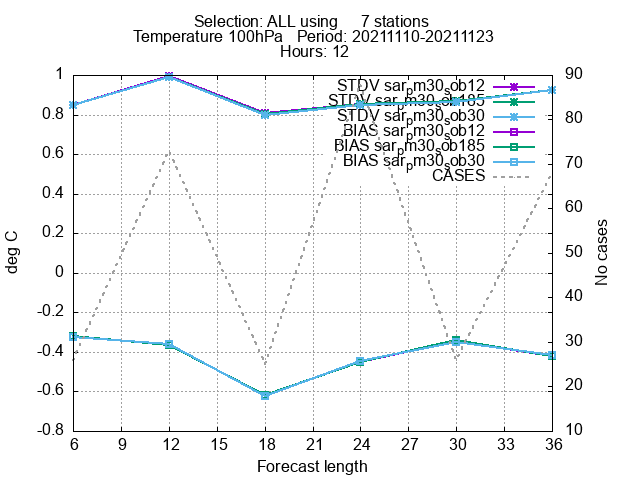 Selection: ALL using 7 stations
Temperature 100hPa Period: 20211110-20211123
Hours: 12
STDV sar_pm30_sob12
STDV sar_pm30_sob185
STDV sar_pm30_sob30
BIAS sar_pm30_sob12
BIAS sar_pm30_sob185
BIAS sar_pm30_sob30
CASES
deg C
1
0.8
0.6
0.4
0.2
0
-0.2
-0.4
-0.6
-0.8
No cases
90
80
70
60
50
40
30
20
10
6 9 12 15 18 21 24 27 30 33 36
Forecast length